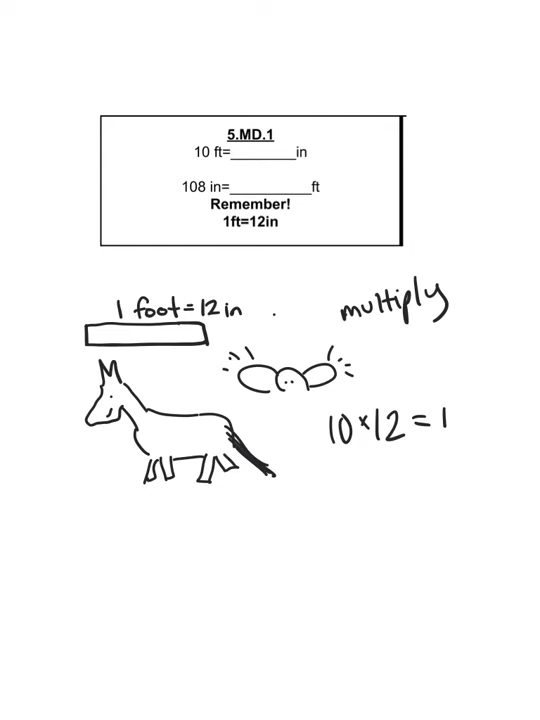 5.MD.1
10 ft=________in
108 in=__________ft
Remember!
1ft=12in
1 foot=12 in
multiply
10×12=1